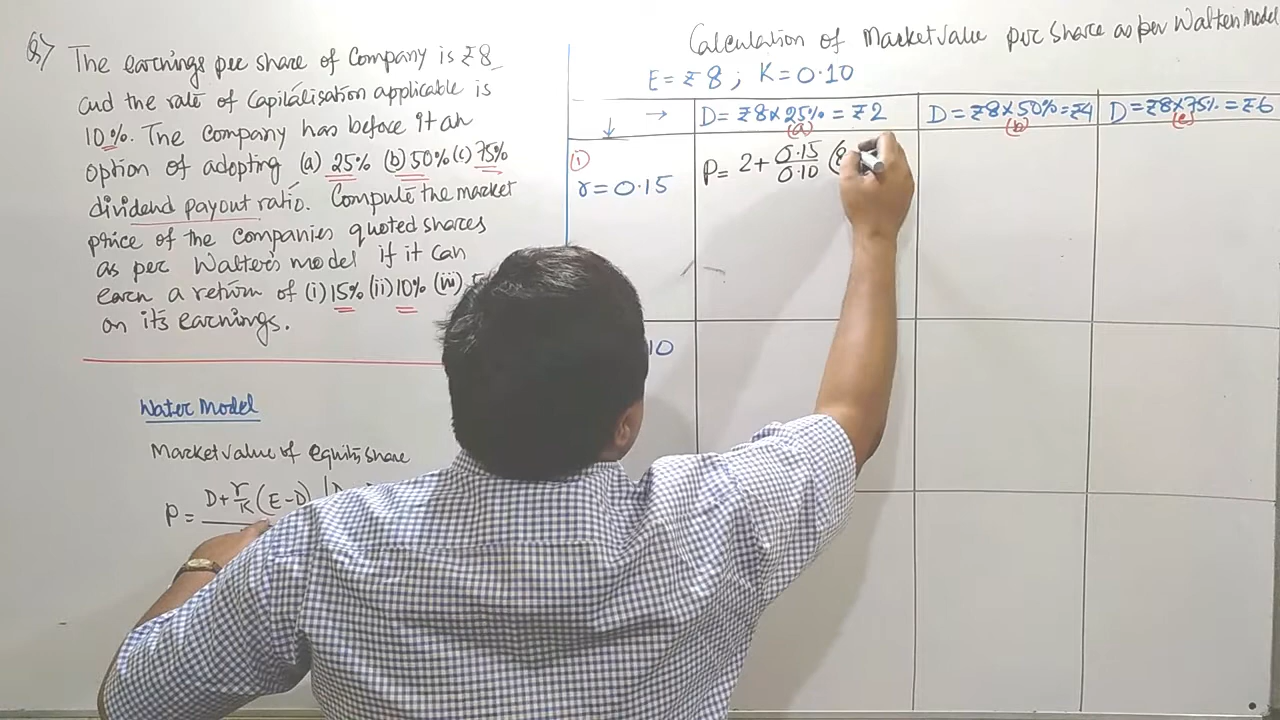 Q>
The earnings per share of Company is ₹8
and the rate of Capitalisation applicable is
10%. The Company has before it an
option of adopting (a) 25% (b) 50% (c) 75%
dividend payout ratio. Compute the market
price of the Companies quoted shares
as per Walter's model if it can
earn a return of (i) 15% (ii) 10% (iii)
on its earnings.
Water Model
Market value of equity share
P = D + r/K (E-D)
Calculation of Market value per share as per Walter Model
E = ₹8 ; K = 0.10
D = ₹8 × 25% = ₹2
(a)
D = ₹8 × 50% = ₹4
(b)
D = ₹8 × 75% = ₹6
(c)
(i)
r = 0.15
P = 2 + 0.15/0.10 (8
10